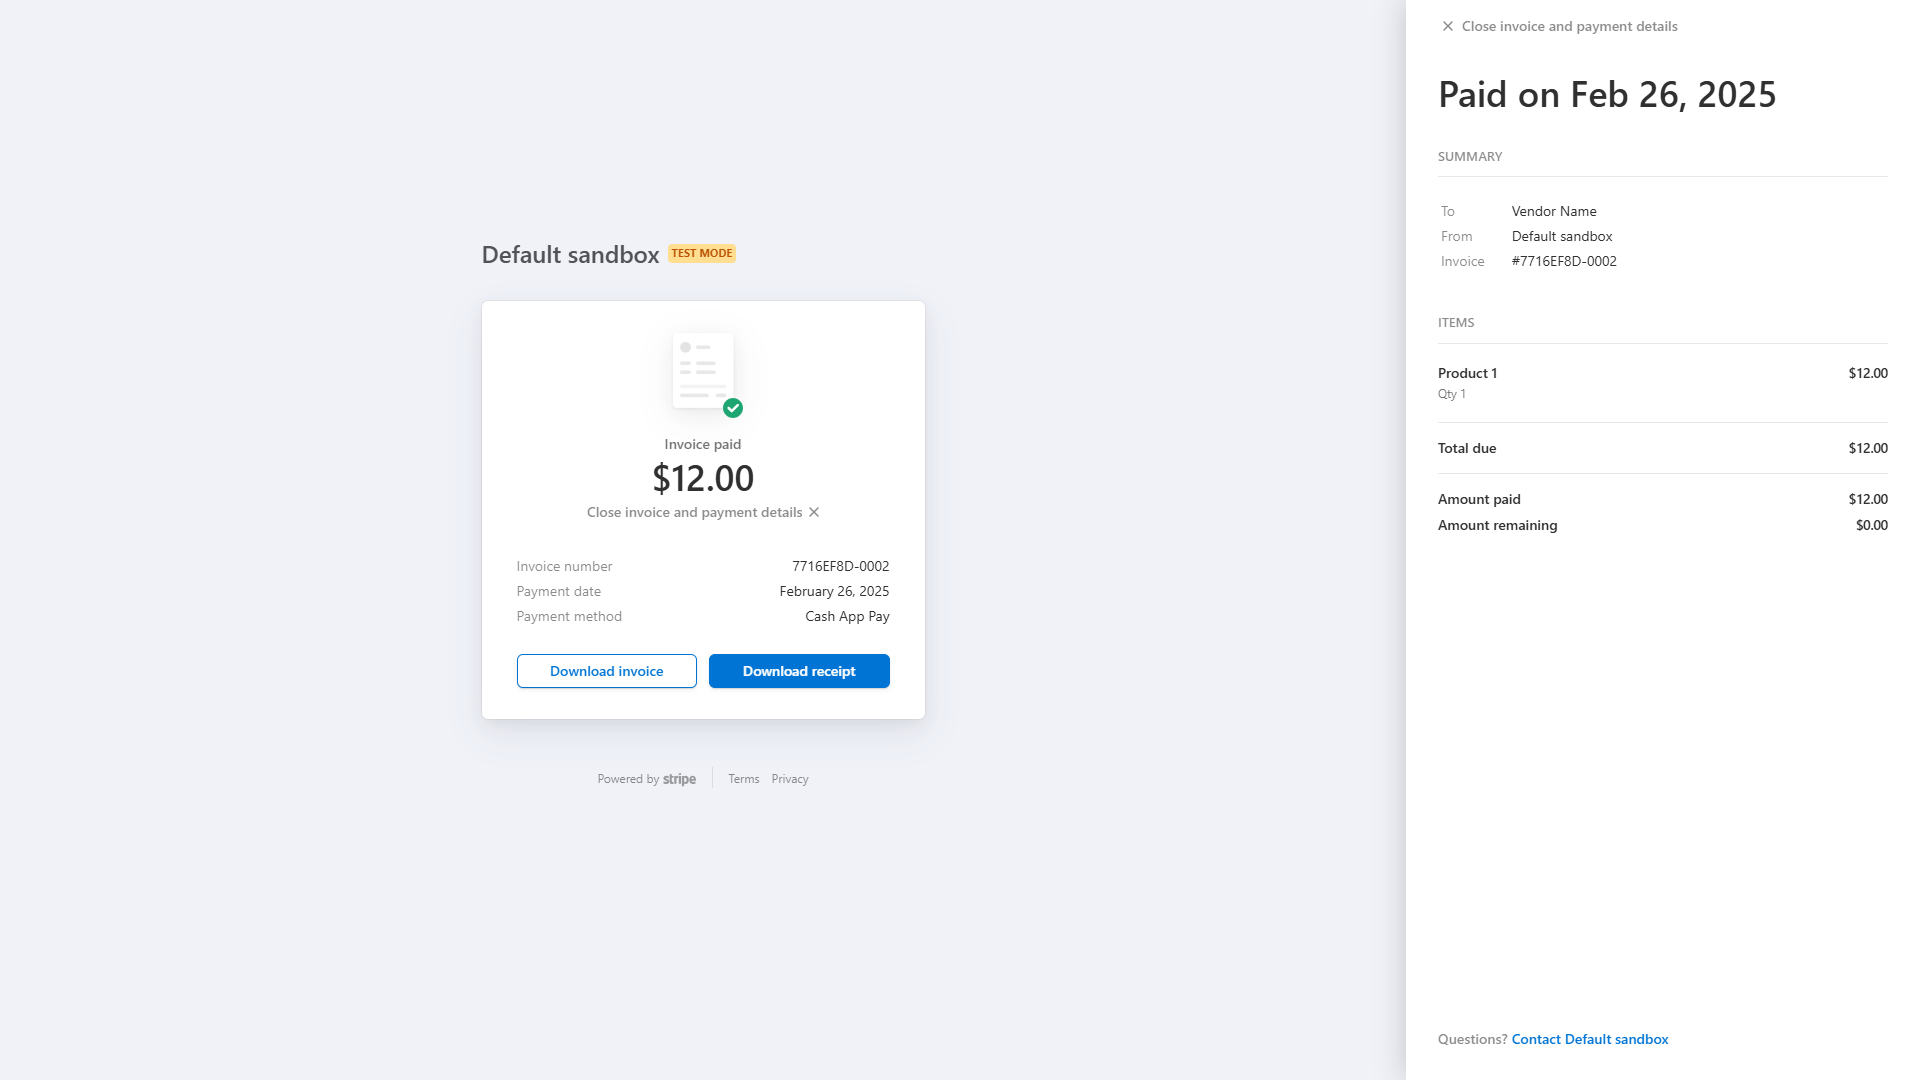 Default sandbox TEST MODE
Invoice paid
$12.00
Close invoice and payment details
Invoice number 7716EF8D-0002
Payment date February 26, 2025
Payment method Cash App Pay
Download invoice Download receipt
Powered by stripe Terms Privacy
Close invoice and payment details
Paid on Feb 26, 2025
SUMMARY
To Vendor Name
From Default sandbox
Invoice #7716EF8D-0002
ITEMS
Product 1 $12.00
Qty 1
Total due $12.00
Amount paid $12.00
Amount remaining $0.00
Questions? Contact Default sandbox